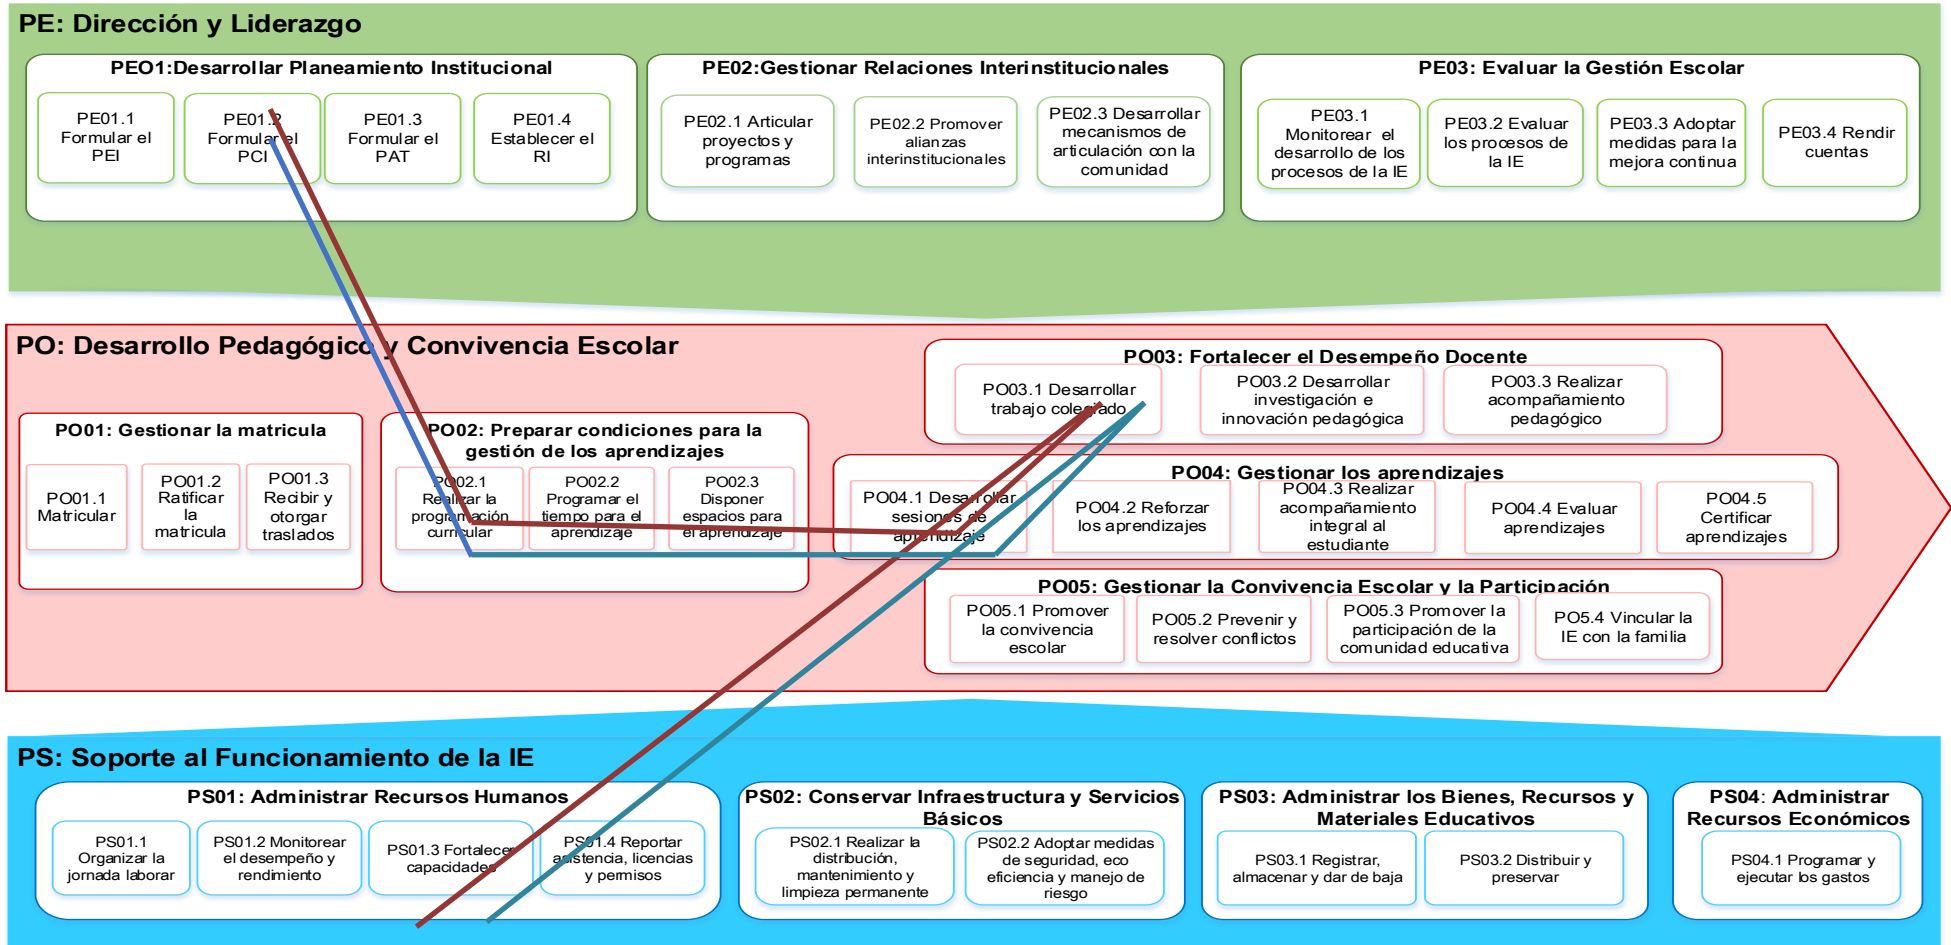 PE: Dirección y Liderazgo
PEO1:Desarrollar Planeamiento Institucional
PE01.1
Formular el
PEI
PE01.2
Formular el
PCI
PE01.3
Formular el
PAT
PE01.4
Establecer el
RI
PE02:Gestionar Relaciones Interinstitucionales
PE02.1 Articular
proyectos y
programas
PE02.2 Promover
alianzas
interinstitucionales
PE02.3 Desarrollar
mecanismos de
articulación con la
comunidad
PE03: Evaluar la Gestión Escolar
PE03.1
Monitorear el
desarrollo de los
procesos de la IE
PE03.2 Evaluar
los procesos de
la IE
PE03.3 Adoptar
medidas para la
mejora continua
PE03.4 Rendir
cuentas
PO: Desarrollo Pedagógico y Convivencia Escolar
PO01: Gestionar la matricula
PO01.1
Matricular
PO01.2
Ratificar
la
matricula
PO01.3
Recibir y
otorgar
traslados
PO02: Preparar condiciones para la
gestión de los aprendizajes
PO02.1
Realizar la
programación
curricular
PO02.2
Programar el
tiempo para el
aprendizaje
PO02.3
Disponer
espacios para
el aprendizaje
PO03: Fortalecer el Desempeño Docente
PO03.1 Desarrollar
trabajo colegiado
PO03.2 Desarrollar
investigación e
innovación pedagógica
PO03.3 Realizar
acompañamiento
pedagógico
PO04: Gestionar los aprendizajes
PO04.1 Desarrollar
sesiones de
aprendizaje
PO04.2 Reforzar
los aprendizajes
PO04.3 Realizar
acompañamiento
integral al
estudiante
PO04.4 Evaluar
aprendizajes
PO04.5
Certificar
aprendizajes
PO05: Gestionar la Convivencia Escolar y la Participación
PO05.1 Promover
la convivencia
escolar
PO05.2 Prevenir y
resolver conflictos
PO05.3 Promover la
participación de la
comunidad educativa
PO5.4 Vincular la
IE con la familia
PS: Soporte al Funcionamiento de la IE
PS01: Administrar Recursos Humanos
PS01.1
Organizar la
jornada laborar
PS01.2 Monitorear
el desempeño y
rendimiento
PS01.3 Fortalecer
capacidades
PS01.4 Reportar
asistencia, licencias
y permisos
PS02: Conservar Infraestructura y Servicios
Básicos
PS02.1 Realizar la
distribución,
mantenimiento y
limpieza permanente
PS02.2 Adoptar medidas
de seguridad, eco
eficiencia y manejo de
riesgo
PS03: Administrar los Bienes, Recursos y
Materiales Educativos
PS03.1 Registrar,
almacenar y dar de baja
PS03.2 Distribuir y
preservar
PS04: Administrar
Recursos Económicos
PS04.1 Programar y
ejecutar los gastos